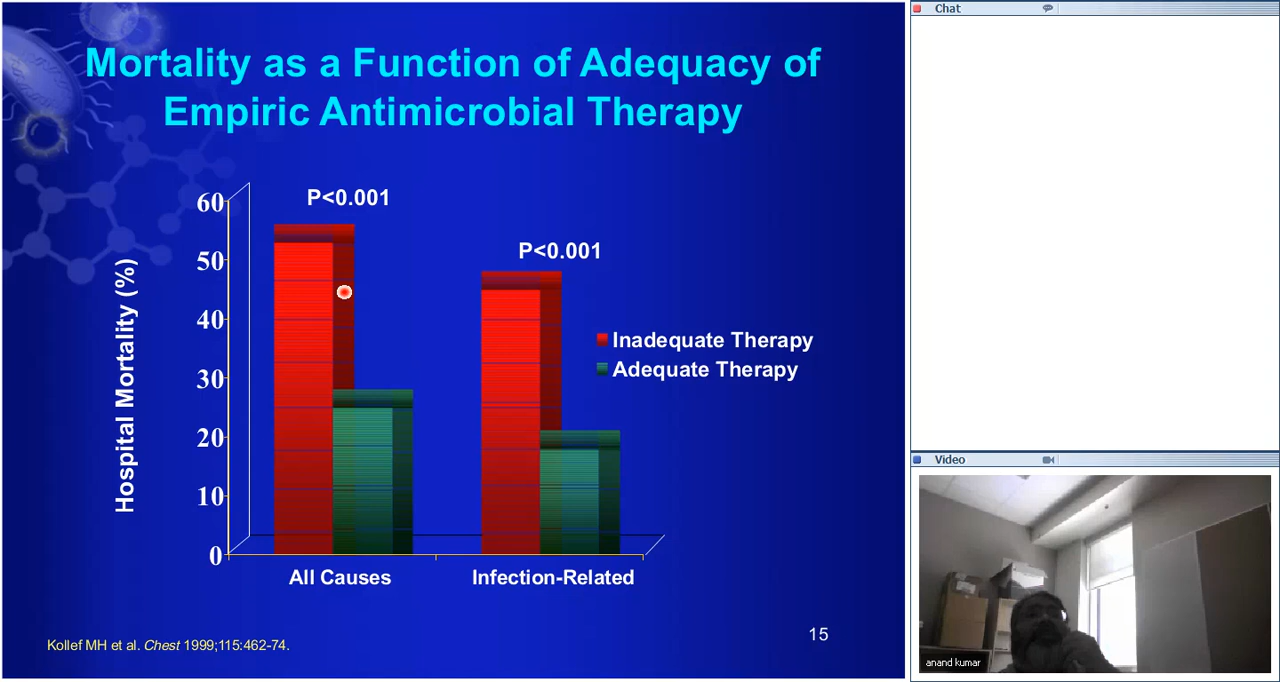 Mortality as a Function of Adequacy of
Empiric Antimicrobial Therapy
P<0.001
P<0.001
60
50
40
30
20
10
0
Hospital Mortality (%)
Inadequate Therapy
Adequate Therapy
All Causes
Infection-Related
Kollef MH et al. Chest 1999;115:462-74.
15
Chat
Video
anand kumar